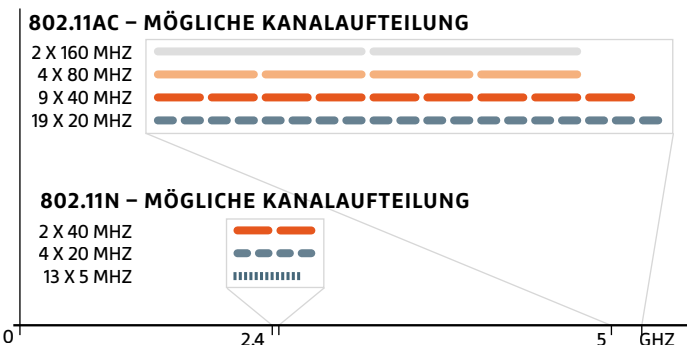 802.11AC – MÖGLICHE KANALAUFTEILUNG
2 X 160 MHZ
4 X 80 MHZ
9 X 40 MHZ
19 X 20 MHZ
802.11N – MÖGLICHE KANALAUFTEILUNG
2 X 40 MHZ
4 X 20 MHZ
13 X 5 MHZ
0 2.4 5 GHZ